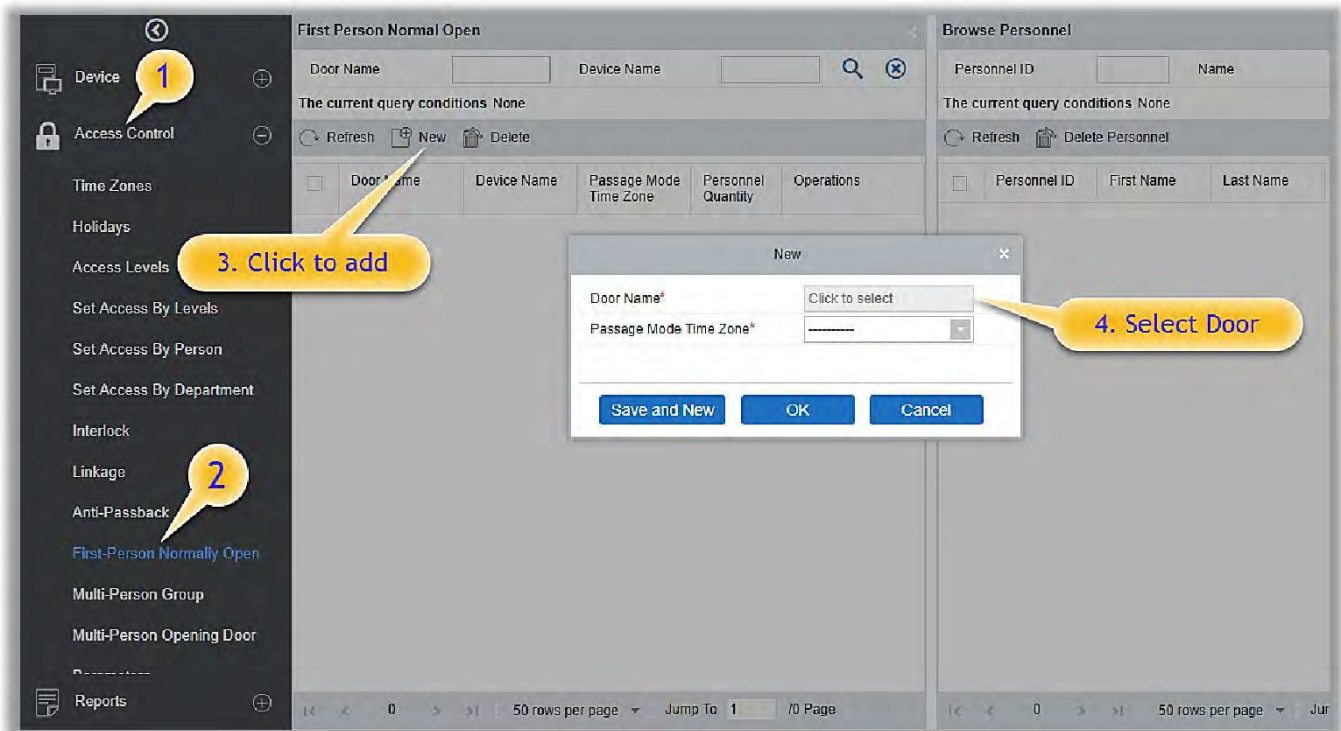 Device
1
Access Control
Time Zones
Holidays
Access Levels
Set Access By Levels
Set Access By Person
Set Access By Department
Interlock
Linkage
2
Anti-Passback
First-Person Normally Open
Multi-Person Group
Multi-Person Opening Door
Parameters
Reports
First Person Normal Open
Door Name Device Name
The current query conditions None
Refresh New Delete
Door Name Device Name Passage Mode Time Zone Personnel Quantity Operations
3. Click to add
New
Door Name* Click to select
Passage Mode Time Zone* ----------
Save and New OK Cancel
4. Select Door
0 50 rows per page Jump To 1 /0 Page
Browse Personnel
Personnel ID Name
The current query conditions None
Refresh Delete Personnel
Personnel ID First Name Last Name
0 50 rows per page Jur